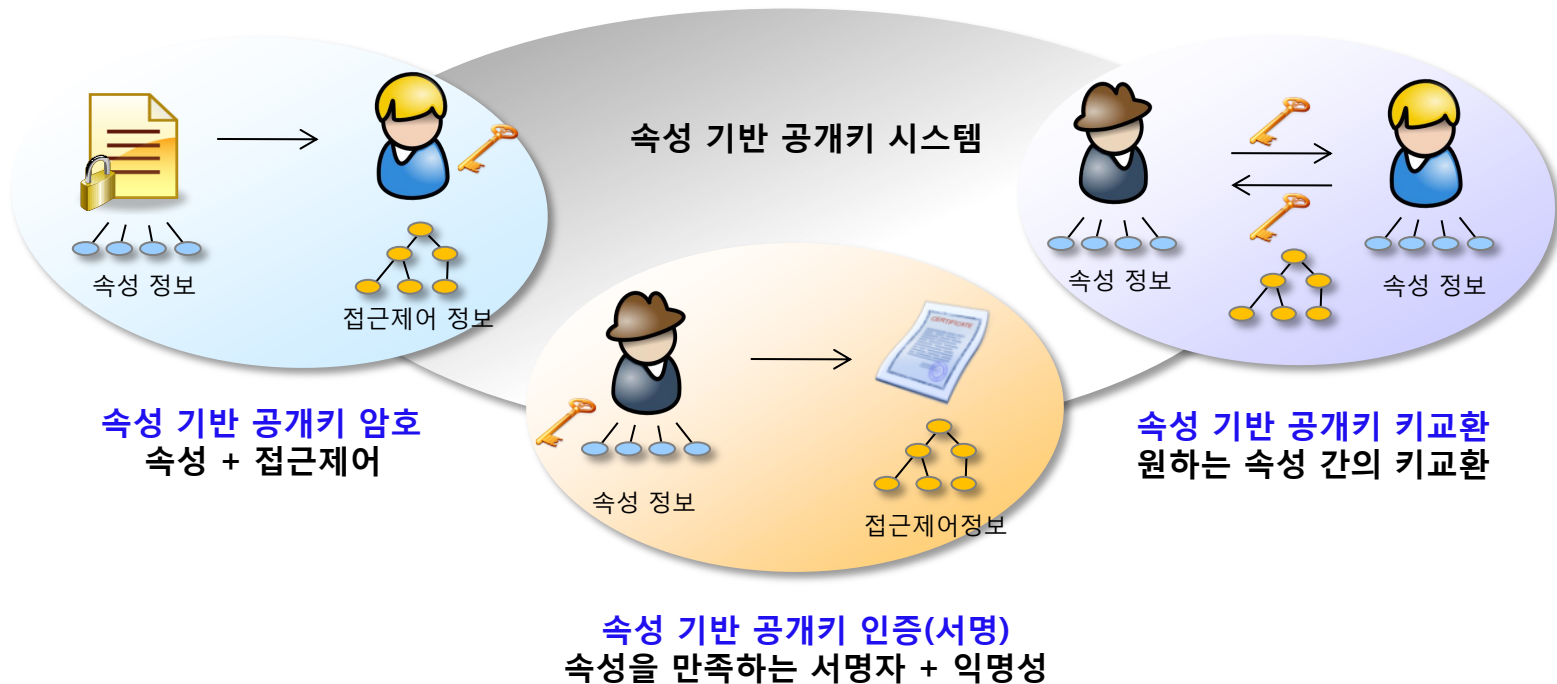 속성 기반 공개키 시스템
속성 정보
접근제어 정보
속성 기반 공개키 암호
속성 + 접근제어
CERTIFICATE
속성 정보
접근제어정보
속성 기반 공개키 인증(서명)
속성을 만족하는 서명자 + 익명성
속성 정보
속성 정보
속성 기반 공개키 키교환
원하는 속성 간의 키교환